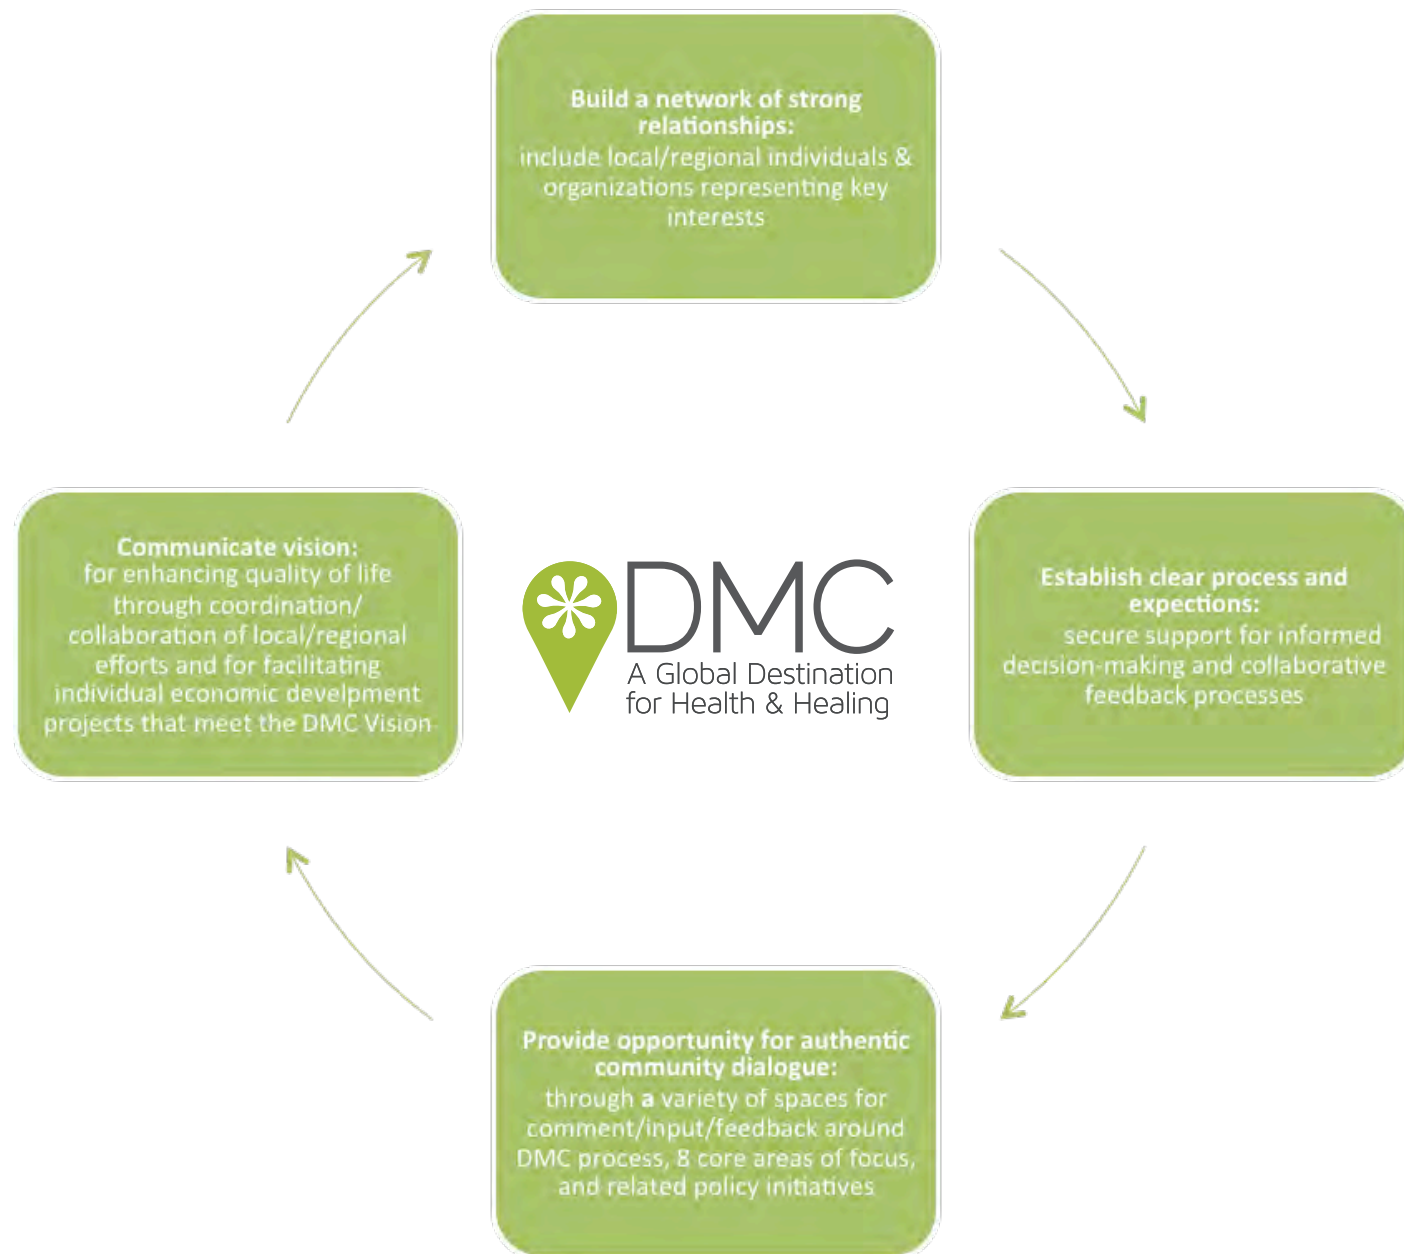 Build a network of strong
relationships:
include local/regional individuals &
organizations representing key
interests
Establish clear process and
expections:
secure support for informed
decision-making and collaborative
feedback processes
Provide opportunity for authentic
community dialogue:
through a variety of spaces for
comment/input/feedback around
DMC process, 8 core areas of focus,
and related policy initiatives
Communicate vision:
for enhancing quality of life
through coordination/
collaboration of local/regional
efforts and for facilitating
individual economic develpment
projects that meet the DMC Vision
DMC
A Global Destination
for Health & Healing